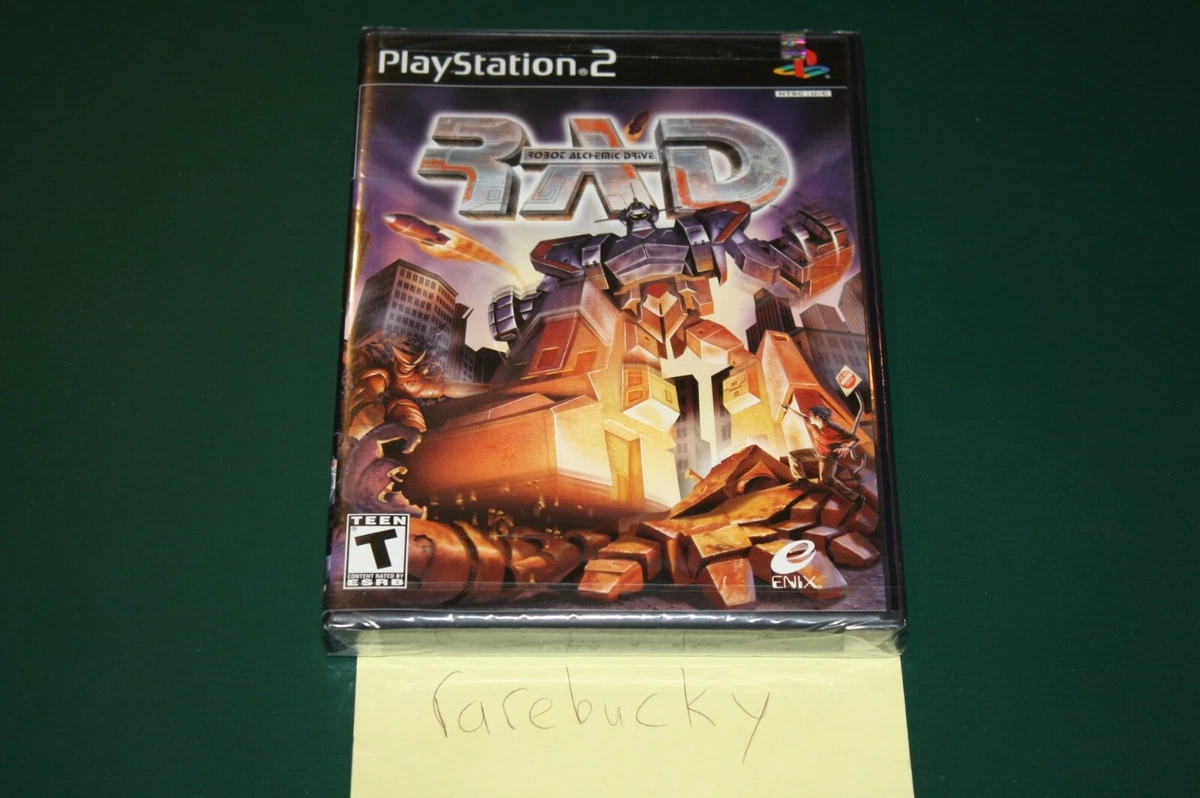 PlayStation®2
NTSC U/C
RAD
ROBOT ALCHEMIC DRIVE
TEEN
T
CONTENT RATED BY
ESRB
ENIX
rarebucky